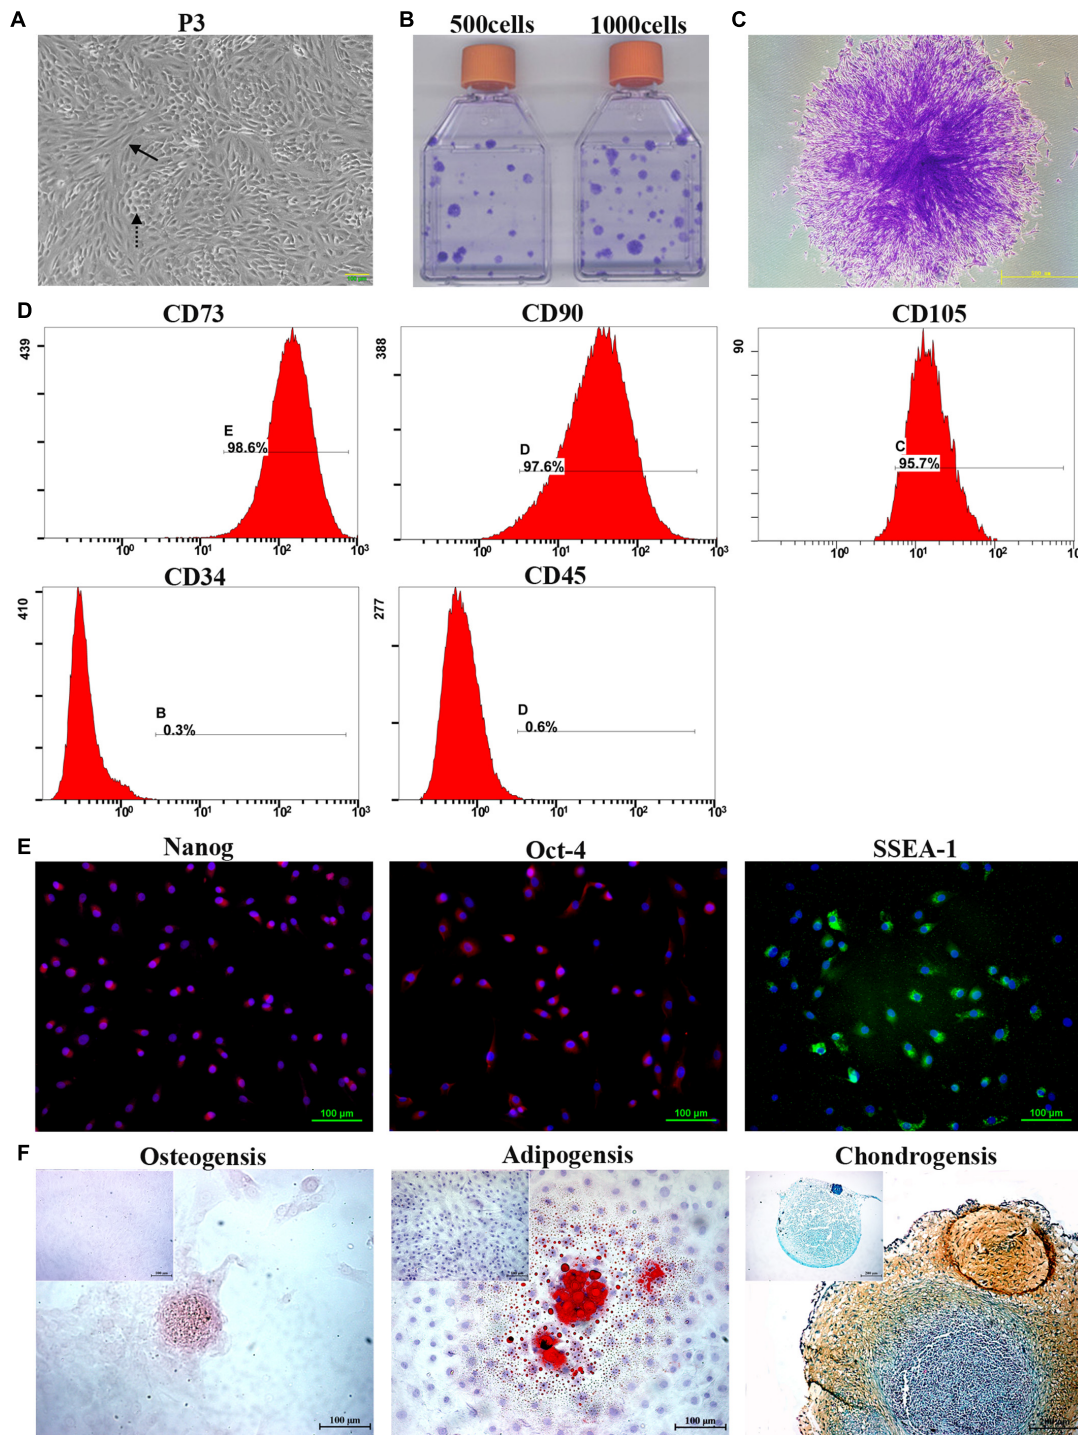 A P3
B 500cells 1000cells
C
D
CD73
439
E
98.6%
10⁰ 10¹ 10² 10³
CD90
388
D
97.6%
10⁰ 10¹ 10² 10³
CD105
90
C
95.7%
10⁰ 10¹ 10²
CD34
410
B
0.3%
10⁰ 10¹ 10² 10³
CD45
277
D
0.6%
10⁰ 10¹ 10² 10³
E
Nanog
100 µm
Oct-4
100 µm
SSEA-1
100 µm
F
Osteogensis
100 µm
Adipogensis
100 µm
Chondrogensis